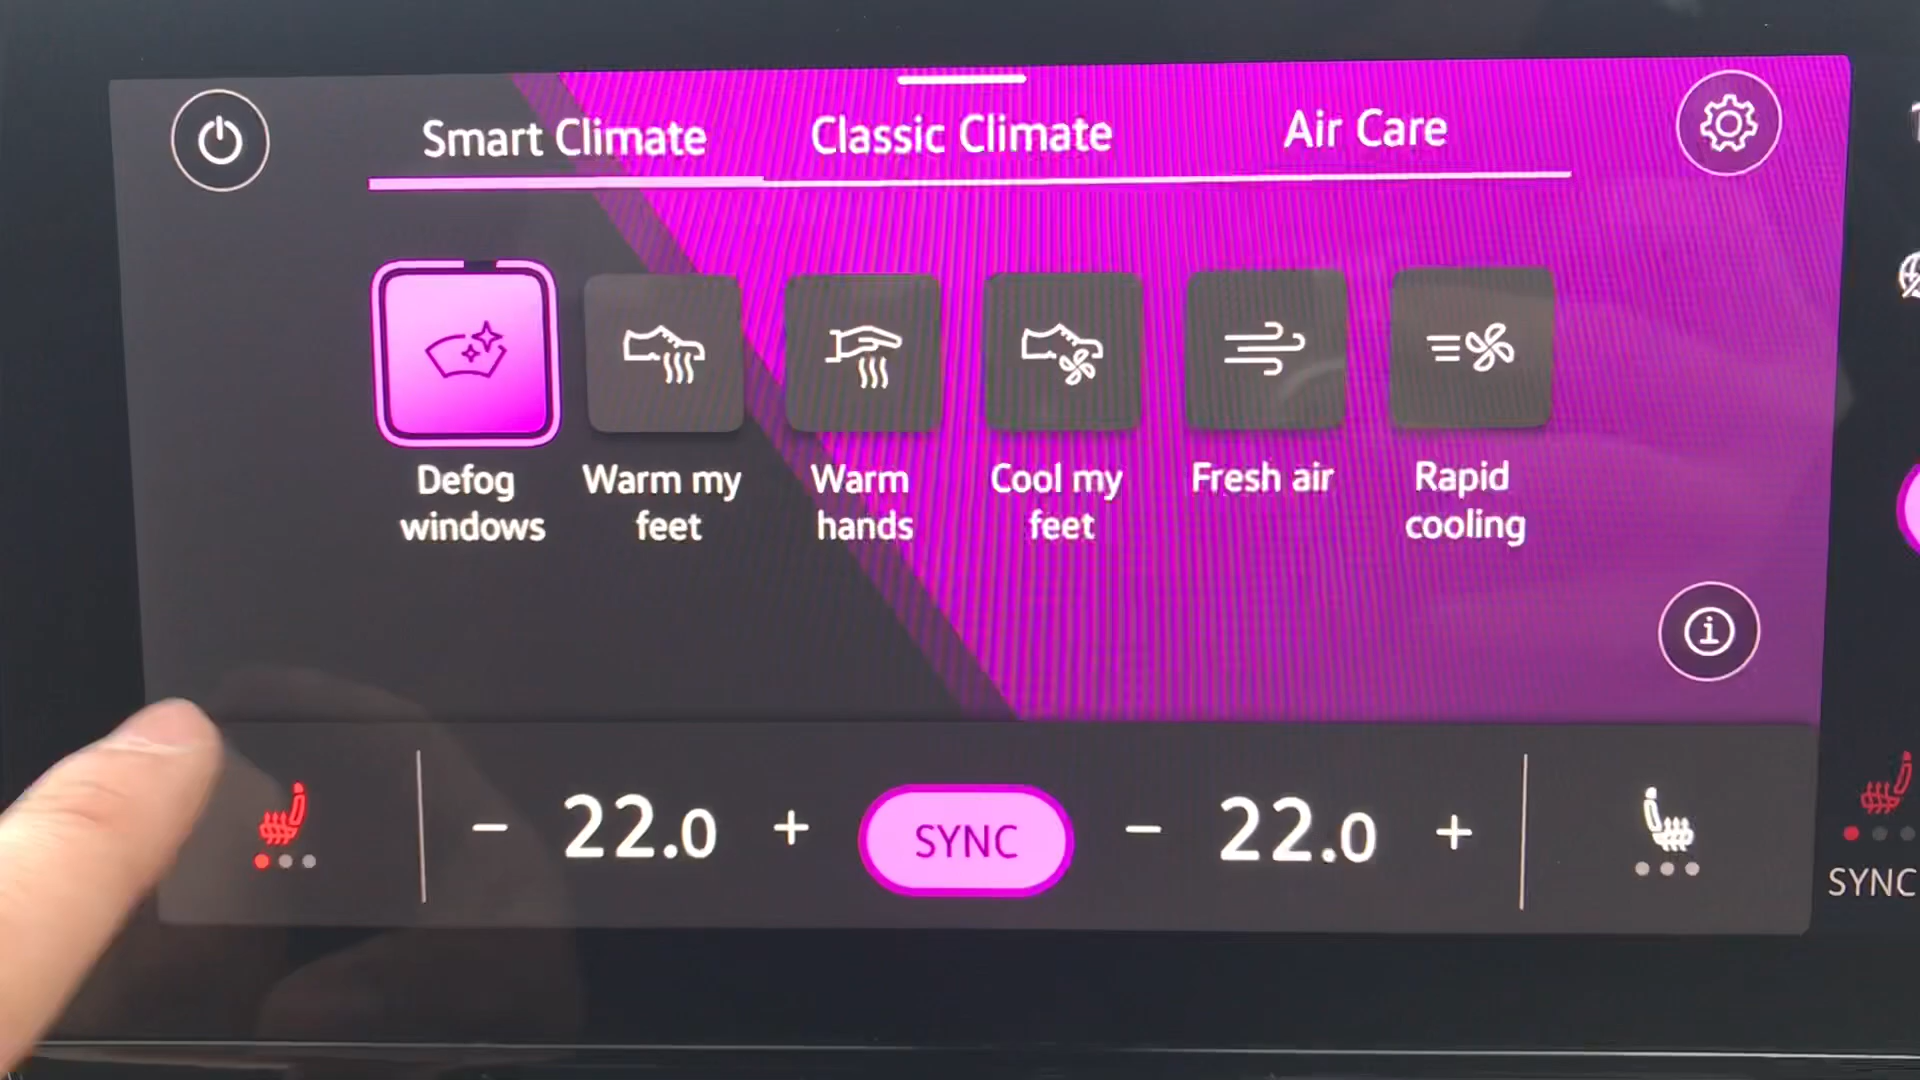 Smart Climate
Classic Climate
Air Care
Defog
windows
Warm my
feet
Warm
hands
Cool my
feet
Fresh air
Rapid
cooling
i
- 22.0 +
SYNC
- 22.0 +
SYNC